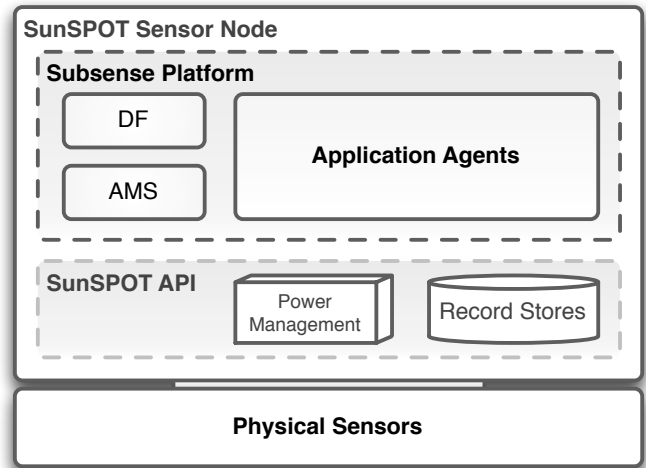 SunSPOT Sensor Node
Subsense Platform
DF
Application Agents
AMS
SunSPOT API
Power
Management
Record Stores
Physical Sensors